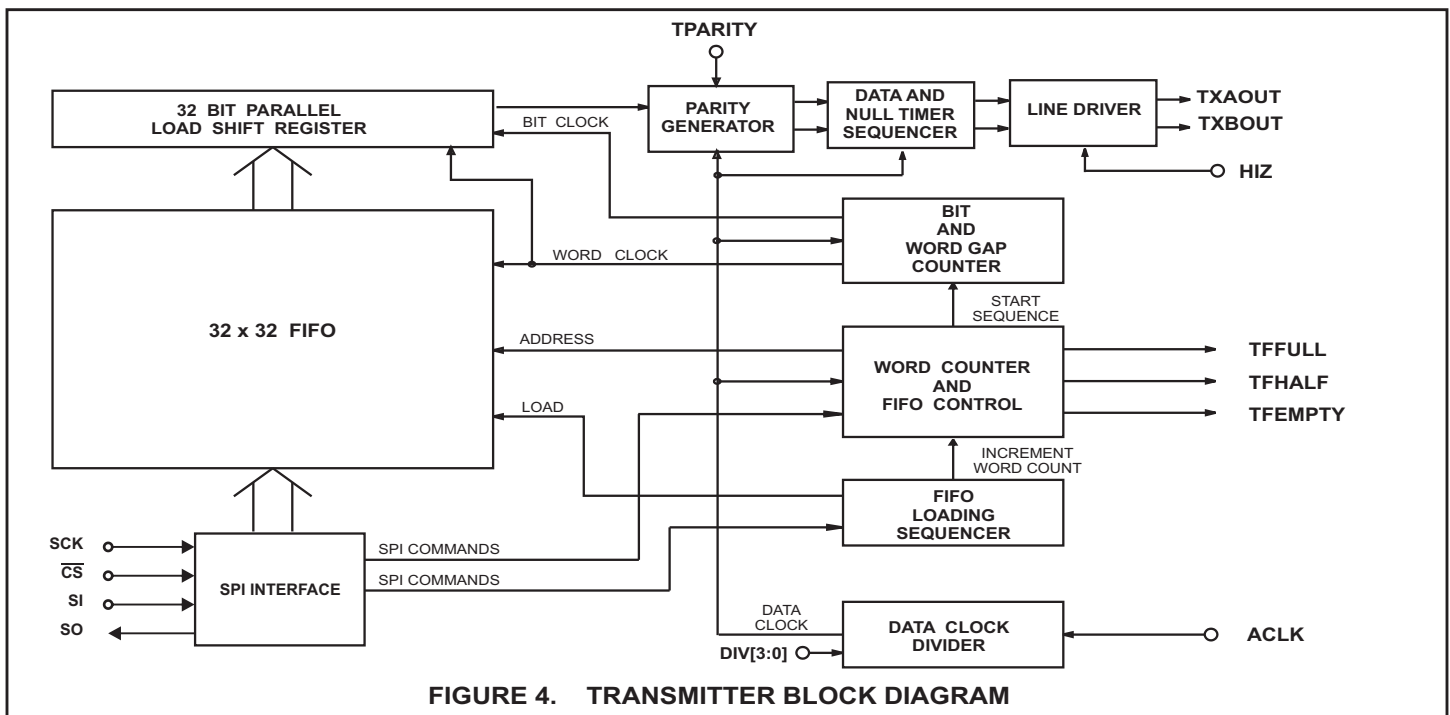 TPARITY
32 BIT PARALLEL
LOAD SHIFT REGISTER
BIT CLOCK
PARITY
GENERATOR
DATA AND
NULL TIMER
SEQUENCER
LINE DRIVER
TXAOUT
TXBOUT
HIZ
BIT
AND
WORD GAP
COUNTER
WORD CLOCK
START
SEQUENCE
32 x 32 FIFO
ADDRESS
WORD COUNTER
AND
FIFO CONTROL
TFFULL
TFHALF
TFEMPTY
LOAD
INCREMENT
WORD COUNT
FIFO
LOADING
SEQUENCER
SCK
CS
SI
SO
SPI INTERFACE
SPI COMMANDS
SPI COMMANDS
DATA
CLOCK
DIV[3:0]
DATA CLOCK
DIVIDER
ACLK
FIGURE 4. TRANSMITTER BLOCK DIAGRAM